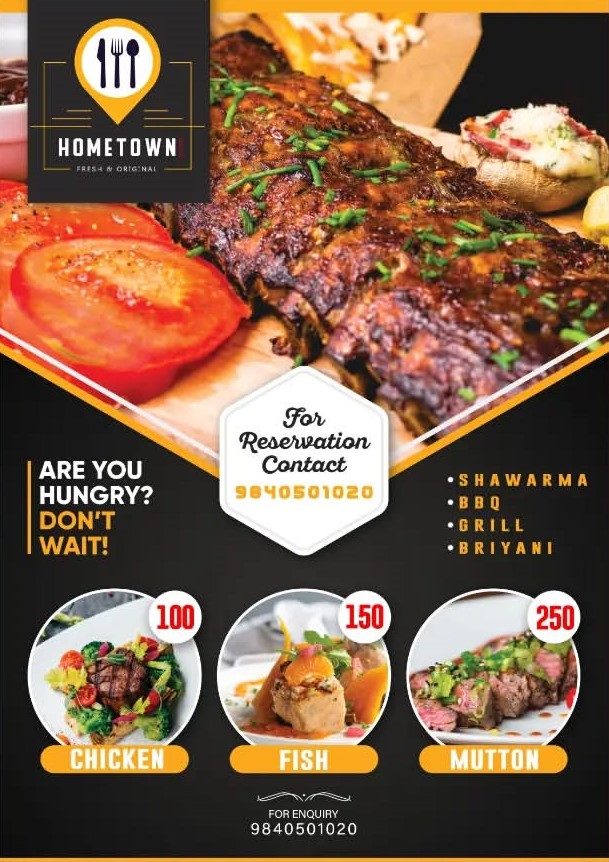 HOMETOWN
FRESH & ORIGINAL
For
Reservation
Contact
9840501020
ARE YOU
HUNGRY?
DON'T
WAIT!
•SHAWARMA
•BBQ
•GRILL
•BRIYANI
100
150
250
CHICKEN
FISH
MUTTON
FOR ENQUIRY
9840501020